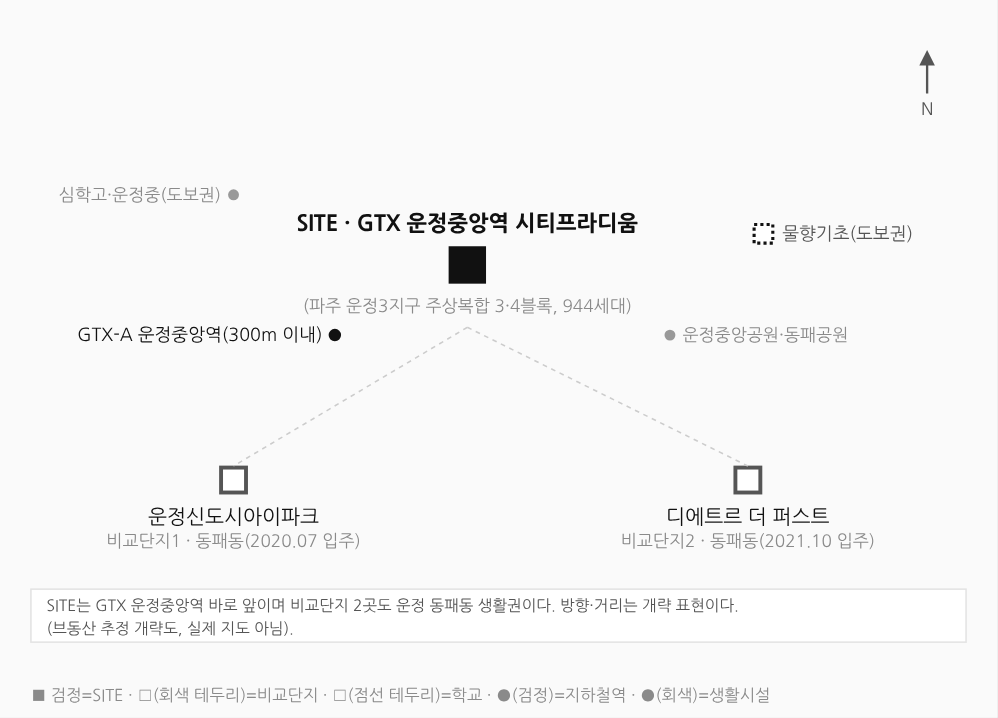 N
심학고·운정중(도보권)
SITE · GTX 운정중앙역 시티프라디움
물향기초(도보권)
(파주 운정3지구 주상복합 3·4블록, 944세대)
GTX-A 운정중앙역(300m 이내)
운정중앙공원·동패공원
운정신도시아이파크
비교단지1 · 동패동(2020.07 입주)
디에트르 더 퍼스트
비교단지2 · 동패동(2021.10 입주)
SITE는 GTX 운정중앙역 바로 앞이며 비교단지 2곳도 운정 동패동 생활권이다. 방향·거리는 개략 표현이다.
(브동산 추정 개략도, 실제 지도 아님).
■ 검정=SITE · □(회색 테두리)=비교단지 · □(점선 테두리)=학교 · ●(검정)=지하철역 · ●(회색)=생활시설